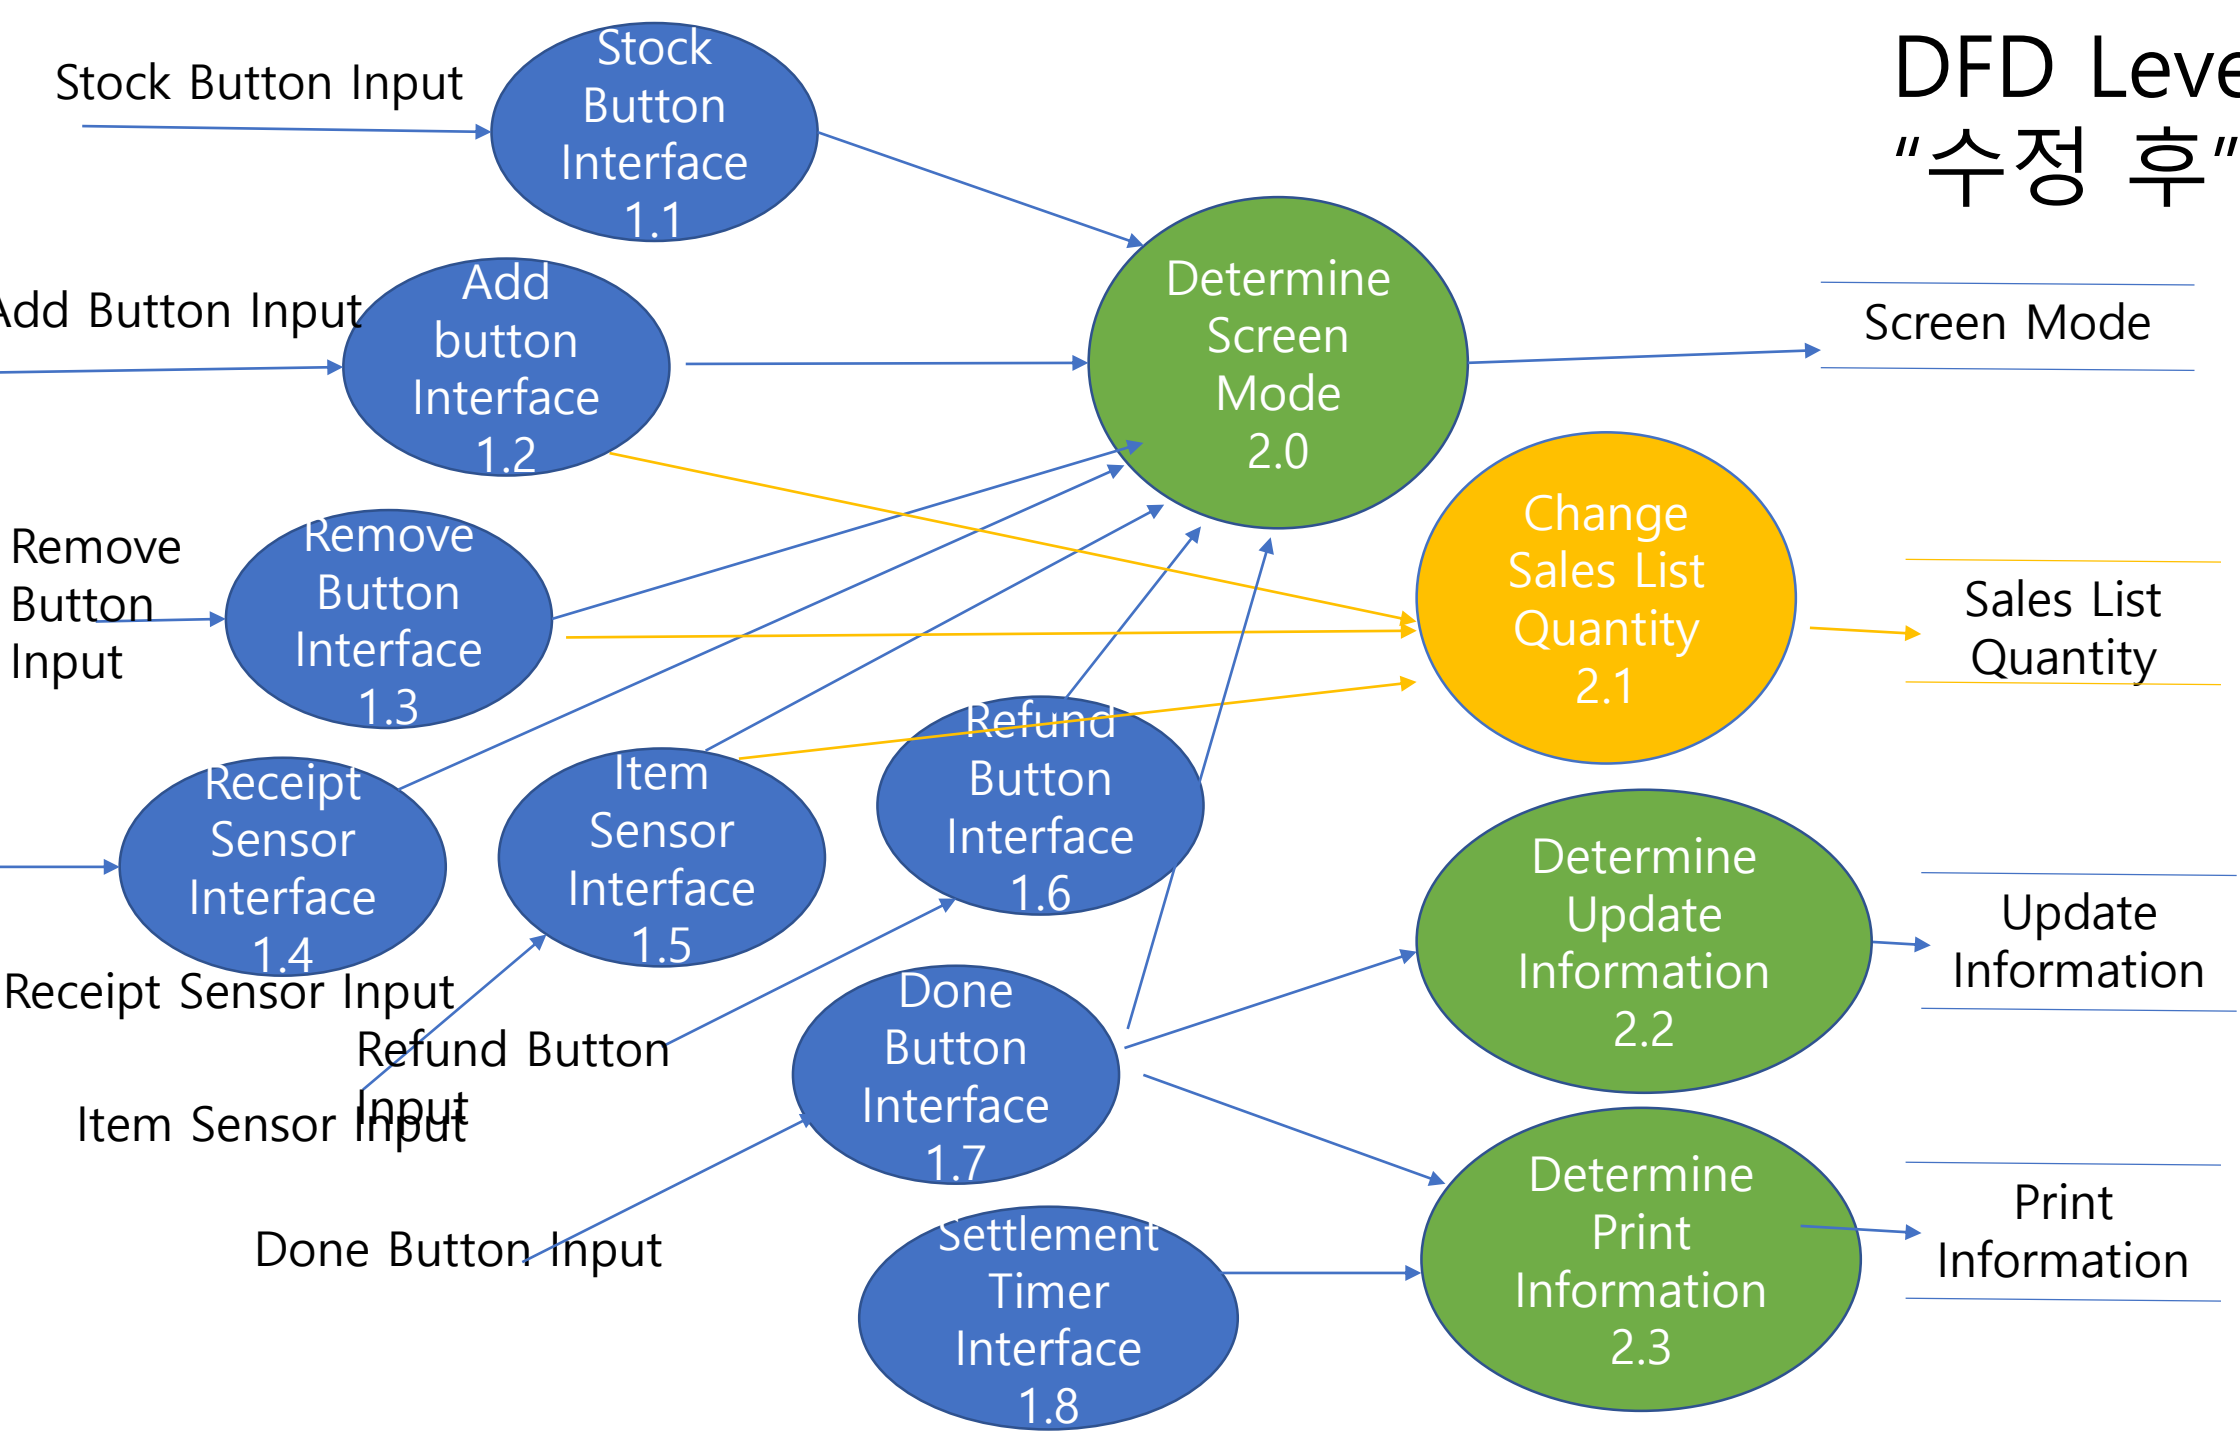 DFD Leve
“수정 후”
Stock Button Input
Stock
Button
Interface
1.1
Add Button Input
Add
button
Interface
1.2
Determine
Screen
Mode
2.0
Screen Mode
Remove
Button
Input
Remove
Button
Interface
1.3
Change
Sales List
Quantity
2.1
Sales List
Quantity
Receipt
Sensor
Interface
1.4
Item
Sensor
Interface
1.5
Refund
Button
Interface
1.6
Determine
Update
Information
2.2
Update
Information
Receipt Sensor Input
Refund Button
Input
Item Sensor Input
Done
Button
Interface
1.7
Done Button Input
Settlement
Timer
Interface
1.8
Determine
Print
Information
2.3
Print
Information